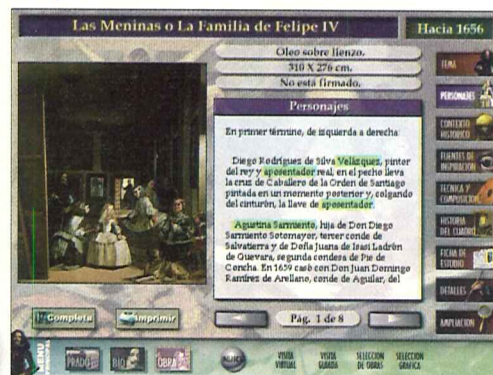 Las Meninas o La Familia de Felipe IV
Hacia 1656
Oleo sobre lienzo.
310 X 276 cm.
No está firmado.
Personajes
En primer término, de izquierda a derecha:
Diego Rodríguez de Silva Velázquez, pintor
del rey y aposentador real, en el pecho lleva
la cruz de Caballero de la Orden de Santiago
pintada en un momento posterior y, colgando
del cinturón, la llave de aposentador.
Agustina Sarmiento, hija de Don Diego
Sarmiento Sotomayor, tercer conde de
Salvatierra y de Doña Juana de Isasi Ladrón
de Guevara, segunda condesa de Pie de
Concha. En 1659 casó con Don Juan Domingo
Ramírez de Arellano, conde de Aguilar, del
Pág. 1 de 8
TEMA
PERSONAJES
CONTEXTO
HISTORICO
FUENTES DE
INSPIRACION
TECNICA Y
COMPOSICION
HISTORIA
DEL CUADRO
FICHA DE
ESTUDIO
DETALLES
AMPLIACION
Completa
Imprimir
MENU
PRINCIPAL
PRADO
BIO
OBRA
VISITA
VIRTUAL
VISITA
GUIADA
SELECCION
DE OBRAS
SELECCION
GRAFICA